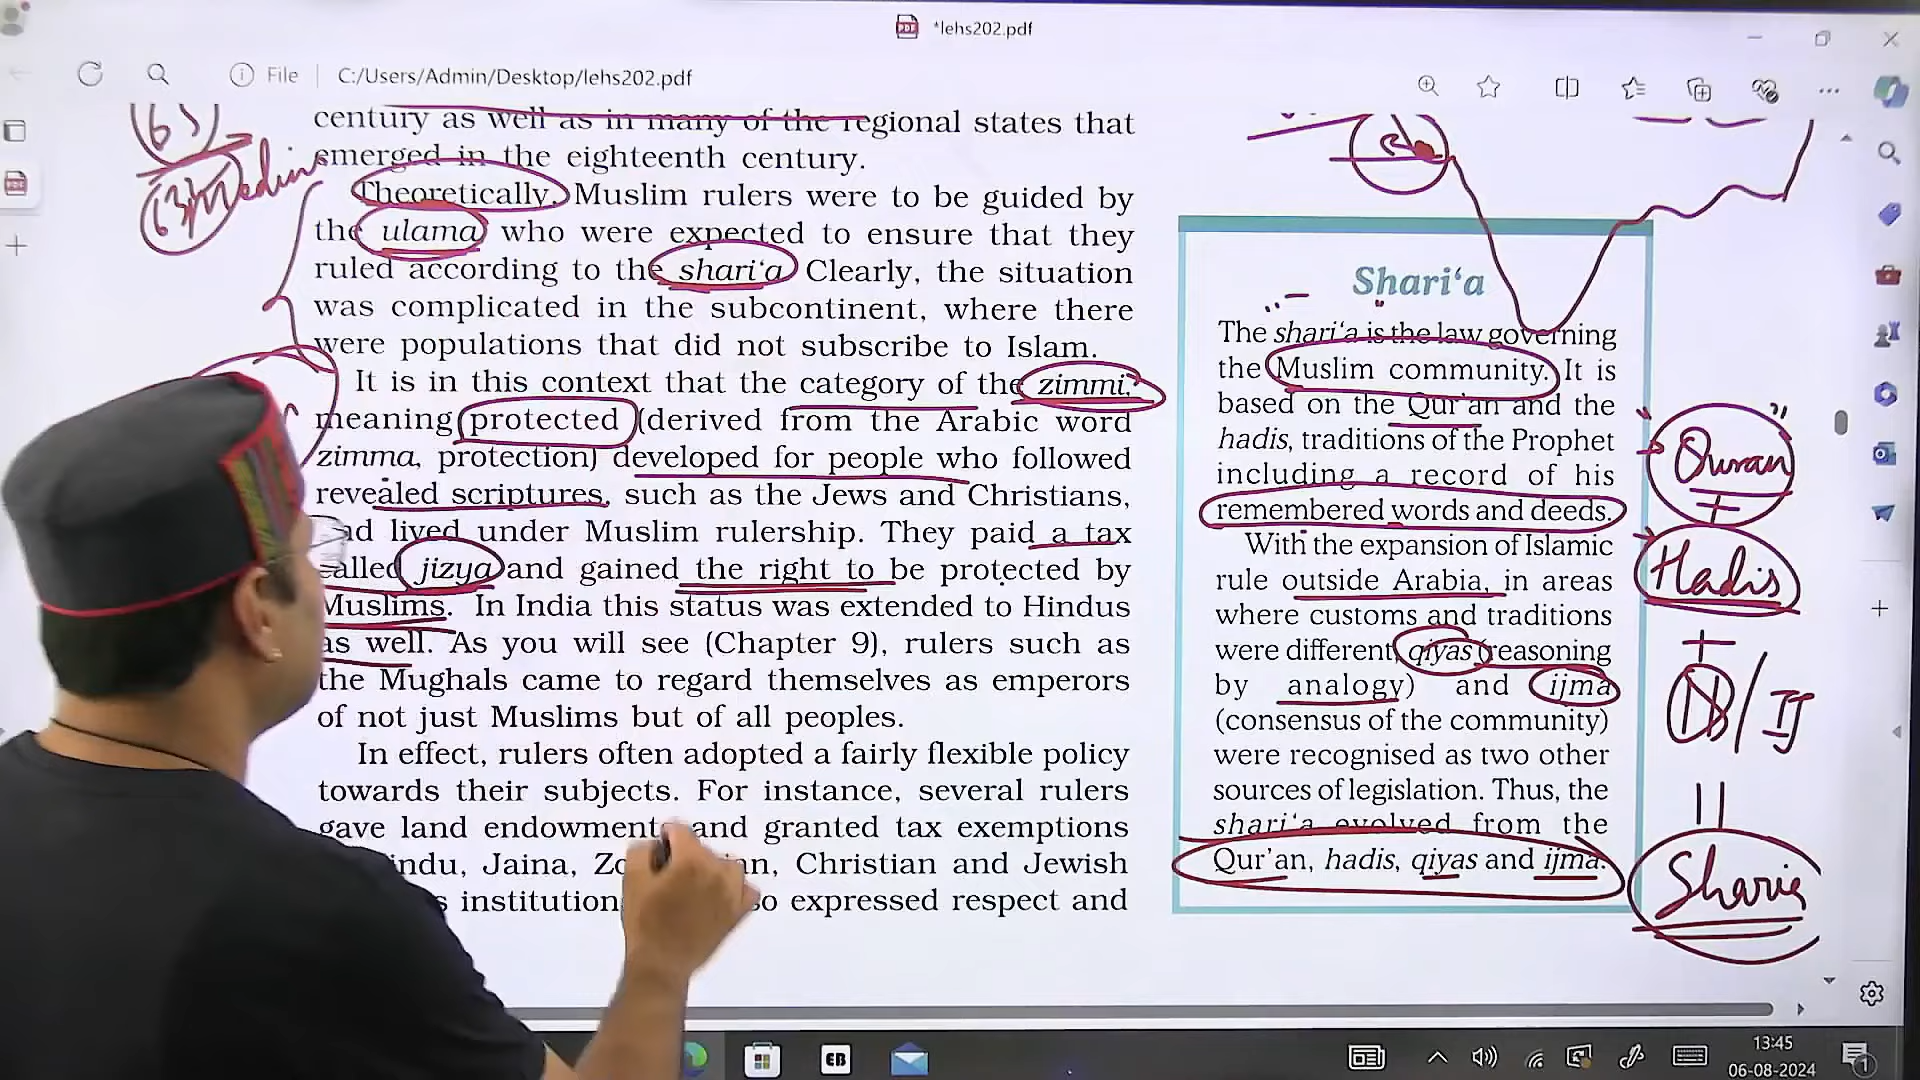 *lehs202.pdf
File
C:/Users/Admin/Desktop/lehs202.pdf
(63)
Medin
century as well as in many of the regional states that
emerged in the eighteenth century.
Theoretically, Muslim rulers were to be guided by
the ulama who were expected to ensure that they
ruled according to the shari‘a Clearly, the situation
was complicated in the subcontinent, where there
were populations that did not subscribe to Islam.
It is in this context that the category of the zimmi,
meaning protected (derived from the Arabic word
zimma, protection) developed for people who followed
revealed scriptures, such as the Jews and Christians,
and lived under Muslim rulership. They paid a tax
called jizya and gained the right to be protected by
Muslims. In India this status was extended to Hindus
as well. As you will see (Chapter 9), rulers such as
the Mughals came to regard themselves as emperors
of not just Muslims but of all peoples.
In effect, rulers often adopted a fairly flexible policy
towards their subjects. For instance, several rulers
gave land endowments and granted tax exemptions
indu, Jaina, Zo an, Christian and Jewish
s institution so expressed respect and
Shari‘a
The shari‘a is the law governing
the Muslim community. It is
based on the Qur’an and the
hadis, traditions of the Prophet
including a record of his
remembered words and deeds.
With the expansion of Islamic
rule outside Arabia, in areas
where customs and traditions
were different, qiyas (reasoning
by analogy) and ijma
(consensus of the community)
were recognised as two other
sources of legislation. Thus, the
shari‘a evolved from the
Qur’an, hadis, qiyas and ijma.
Quran
+
Hadis
+
/ IJ
=
Sharia
EB
13:45
06-08-2024
1